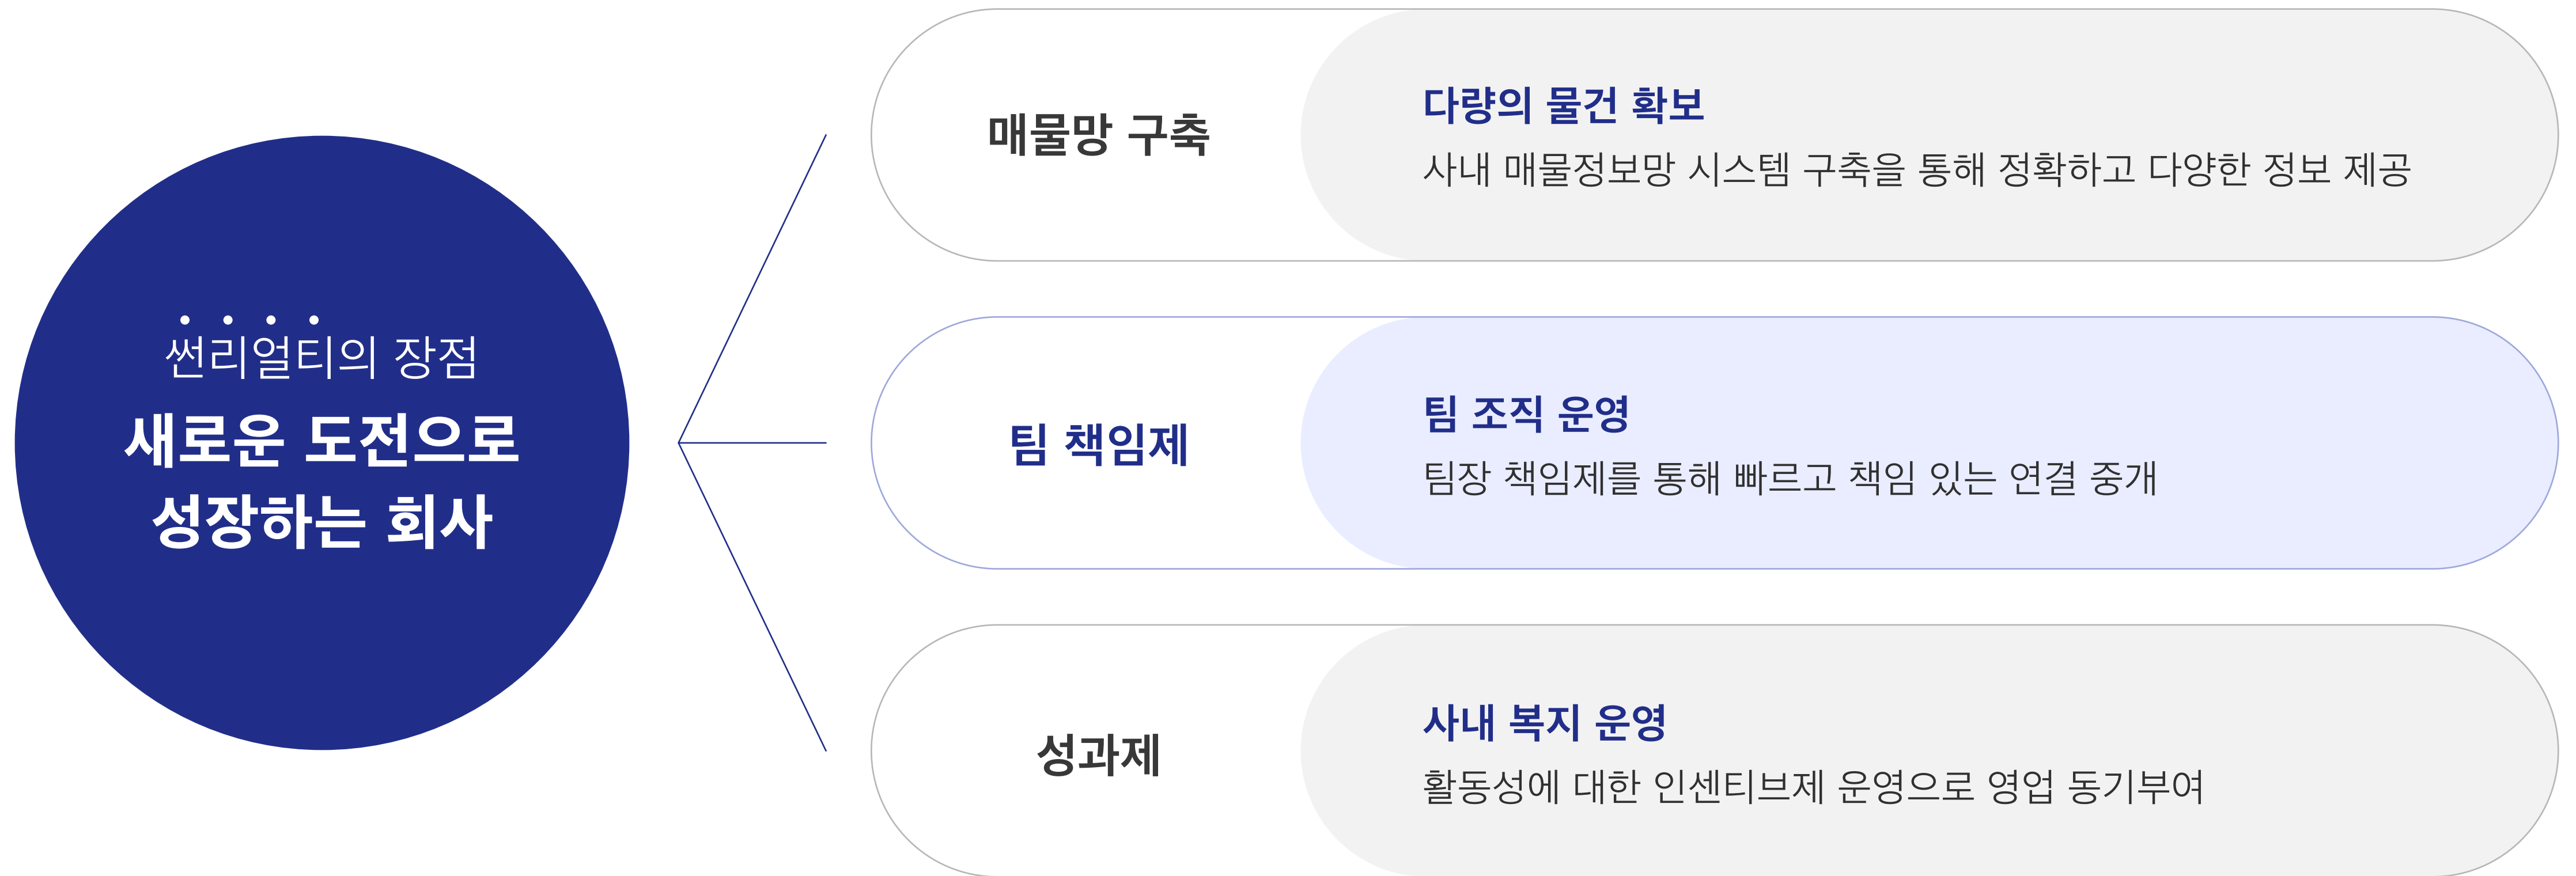 썬리얼티의 장점
새로운 도전으로
성장하는 회사
매물망 구축
다량의 물건 확보
사내 매물정보망 시스템 구축을 통해 정확하고 다양한 정보 제공
팀 책임제
팀 조직 운영
팀장 책임제를 통해 빠르고 책임 있는 연결 중개
성과제
사내 복지 운영
활동성에 대한 인센티브제 운영으로 영업 동기부여